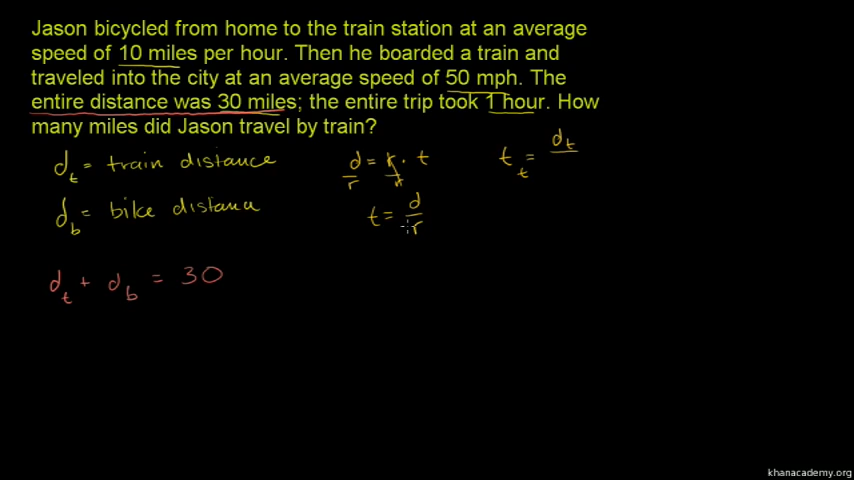 Jason bicycled from home to the train station at an average
speed of 10 miles per hour. Then he boarded a train and
traveled into the city at an average speed of 50 mph. The
entire distance was 30 miles; the entire trip took 1 hour. How
many miles did Jason travel by train?
d_t = train distance
d/r = r/r · t
t_t = d_t
d_b = bike distance
t = d/r
d_t + d_b = 30
khanacademy.org